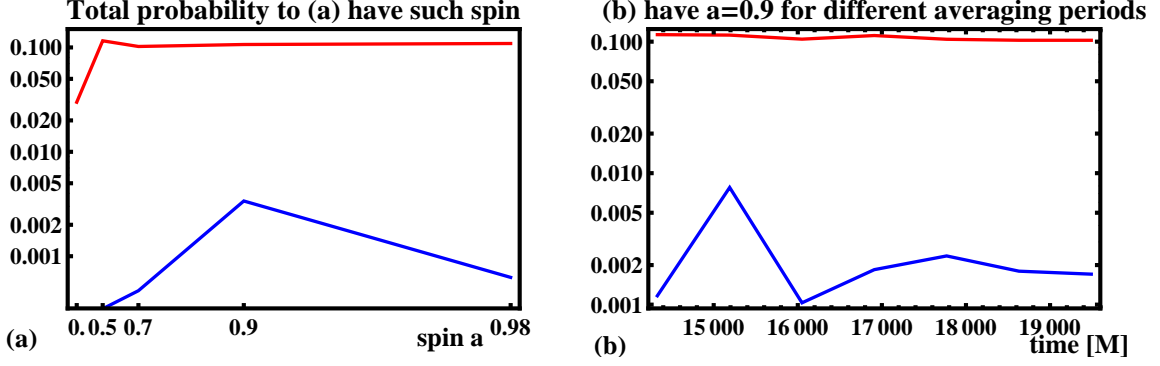 Total probability to (a) have such spin
0.100
0.050
0.020
0.010
0.005
0.002
0.001
0.0 0.5 0.7 0.9 0.98
(a) spin a
(b) have a=0.9 for different averaging periods
0.100
0.050
0.020
0.010
0.005
0.002
0.001
15 000 16 000 17 000 18 000 19 000
(b) time [M]